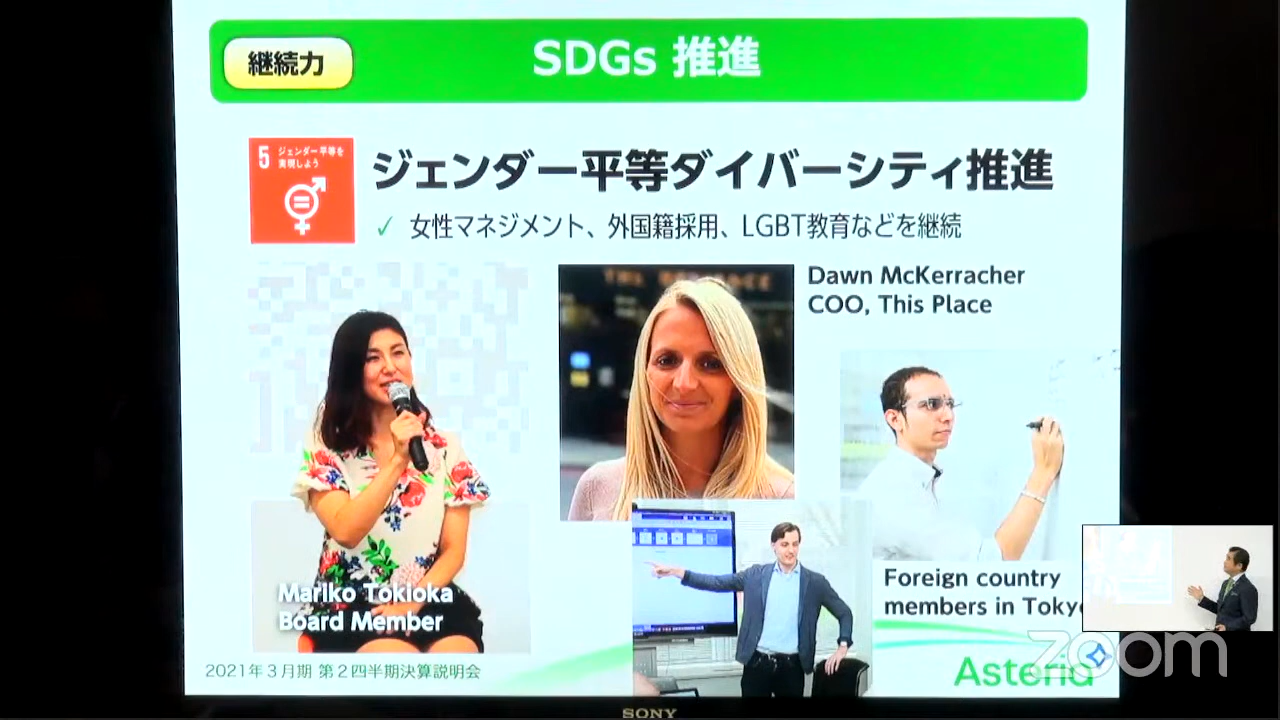 継続力
SDGs 推進
5 ジェンダー平等を
実現しよう
ジェンダー平等ダイバーシティ推進
✓ 女性マネジメント、外国籍採用、LGBT教育などを継続
Dawn McKerracher
COO, This Place
Mariko Tokioka
Board Member
Foreign country
members in Tokyo
2021年3月期 第2四半期決算説明会
Asteria
zoom
SONY